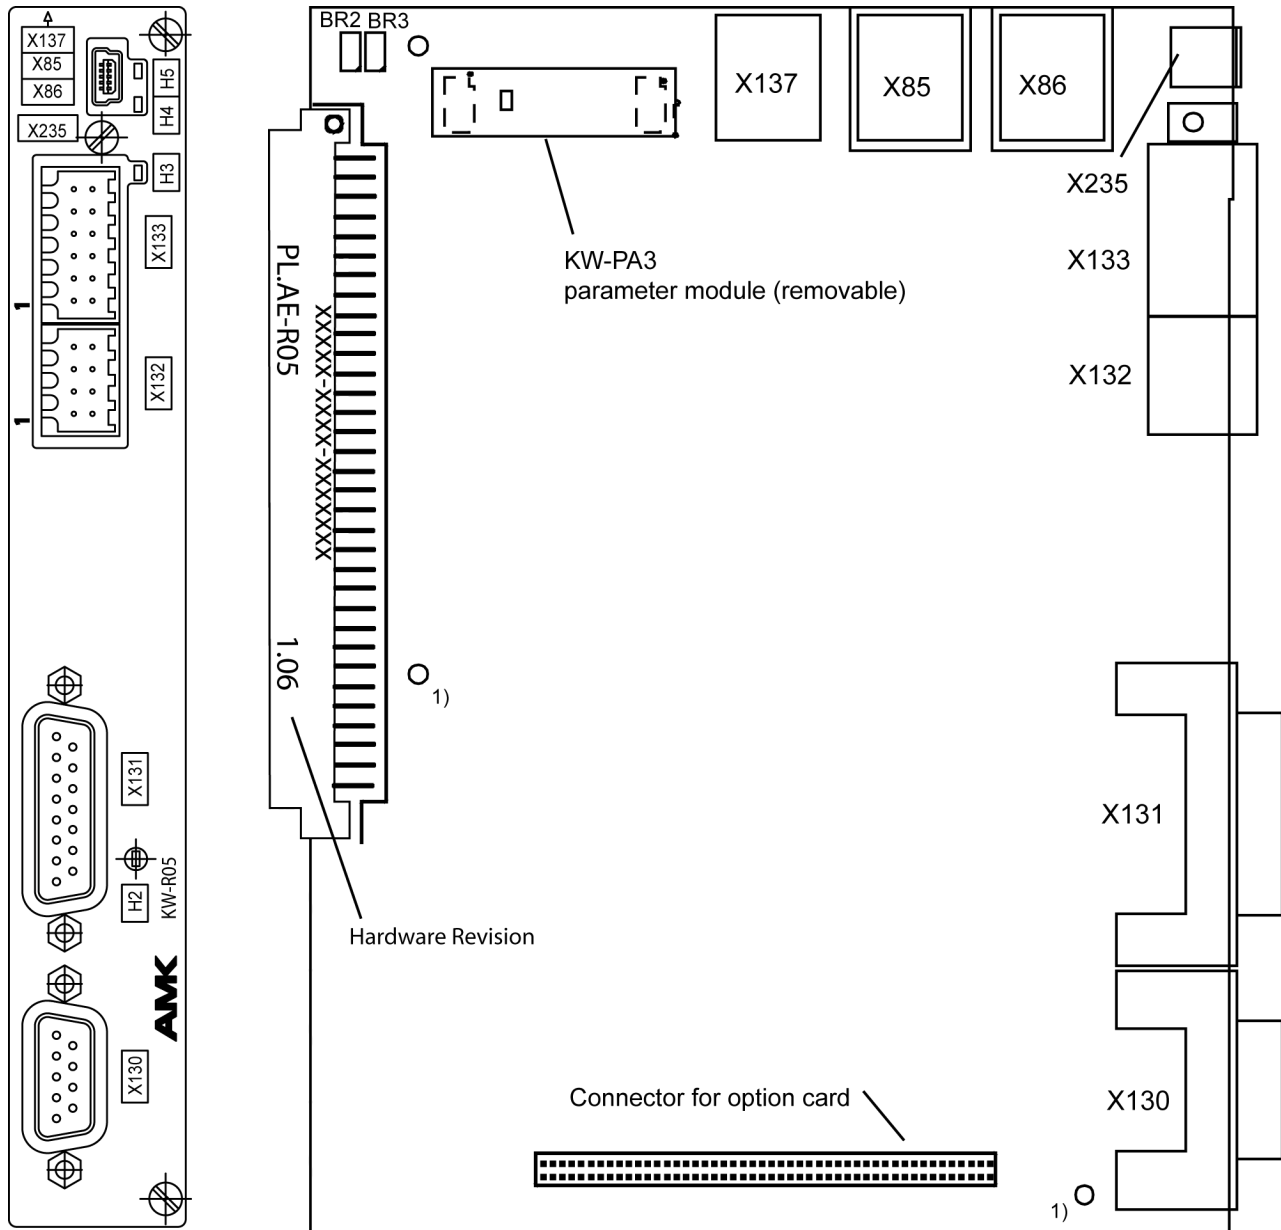 X137
X85
X86
X235
H5
H4
H3
X133
1
X132
1
X131
H2
KW-R05
AMK
X130
BR2 BR3
X137
X85
X86
X235
KW-PA3
parameter module (removable)
X133
X132
PL.AE-R05
XXXXX-XXXX-XXXXXXX
1.06
1)
Hardware Revision
X131
Connector for option card
X130
1)